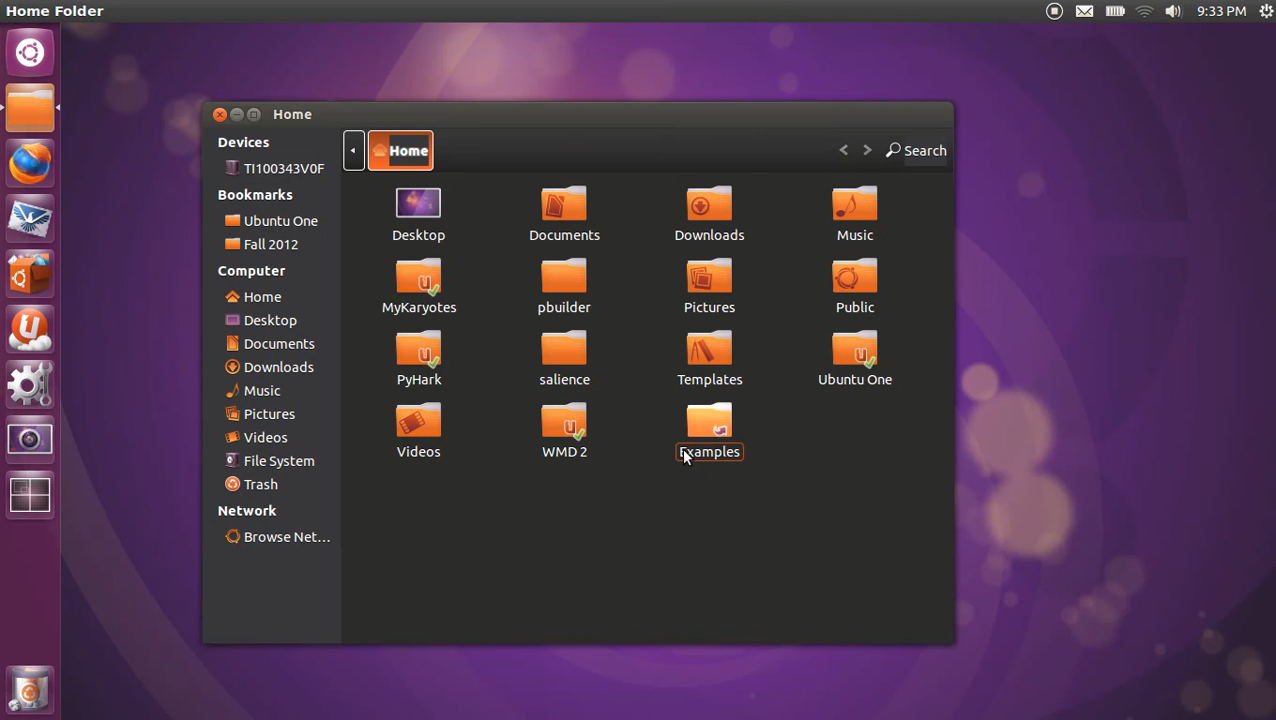 Home Folder
9:33 PM
Home
Devices
TI100343V0F
Bookmarks
Ubuntu One
Fall 2012
Computer
Home
Desktop
Documents
Downloads
Music
Pictures
Videos
File System
Trash
Network
Browse Net...
Home
Search
Desktop
Documents
Downloads
Music
MyKaryotes
pbuilder
Pictures
Public
PyHark
salience
Templates
Ubuntu One
Videos
WMD 2
Examples